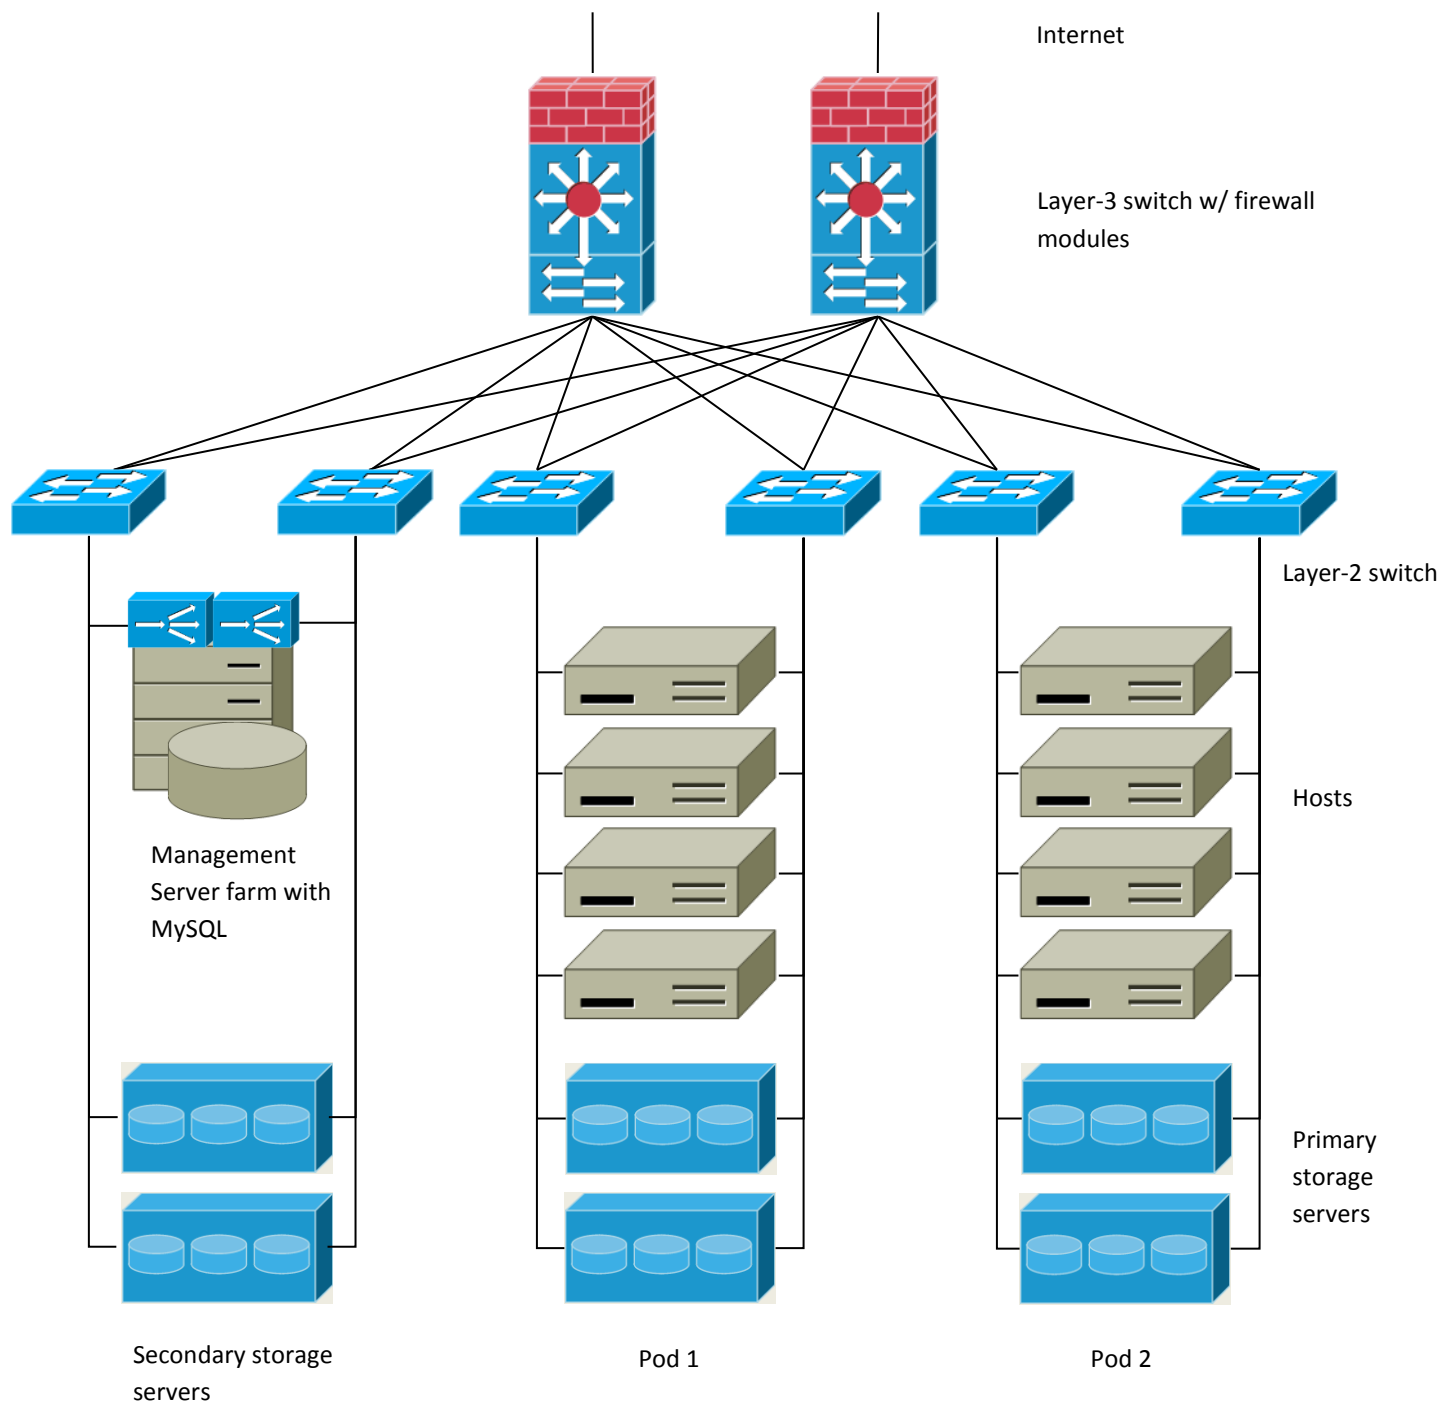 Internet
Layer-3 switch w/ firewall
modules
Layer-2 switch
Hosts
Management
Server farm with
MySQL
Primary
storage
servers
Secondary storage
servers
Pod 1
Pod 2